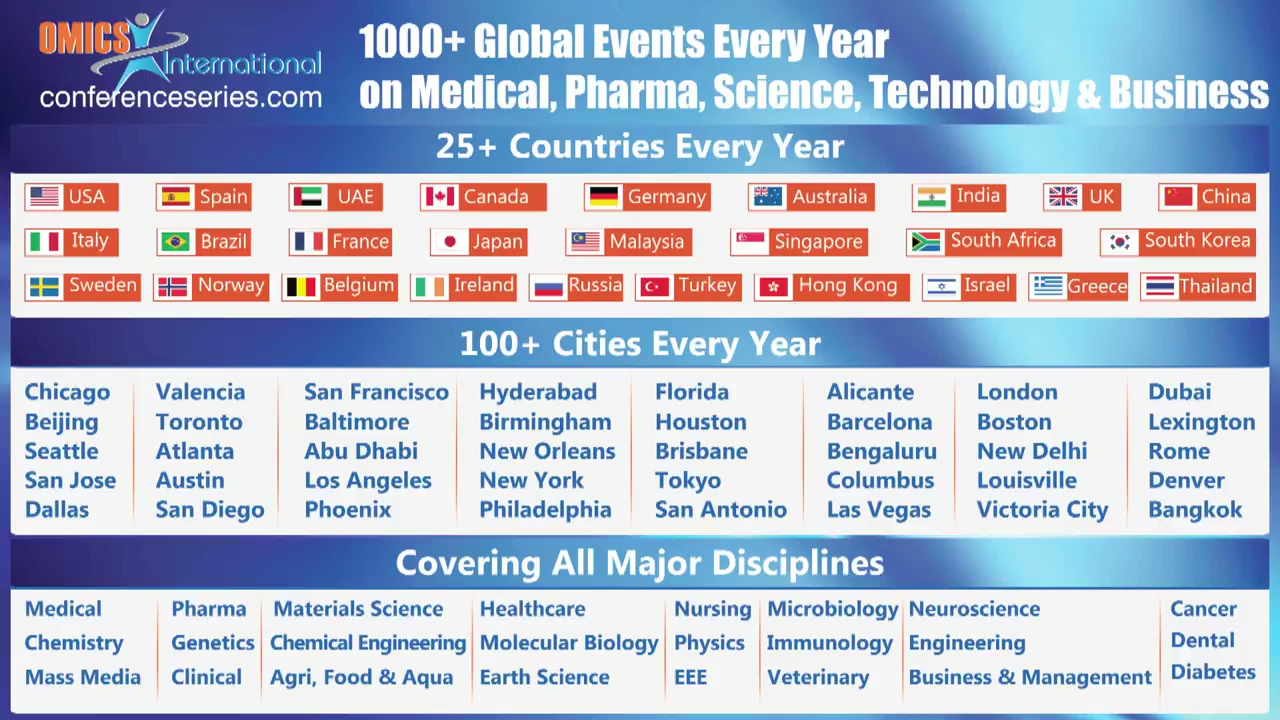 OMICS International
conferenceseries.com
1000+ Global Events Every Year
on Medical, Pharma, Science, Technology & Business
25+ Countries Every Year
USA Spain UAE Canada Germany Australia India UK China
Italy Brazil France Japan Malaysia Singapore South Africa South Korea
Sweden Norway Belgium Ireland Russia Turkey Hong Kong Israel Greece Thailand
100+ Cities Every Year
Chicago Valencia San Francisco Hyderabad Florida Alicante London Dubai
Beijing Toronto Baltimore Birmingham Houston Barcelona Boston Lexington
Seattle Atlanta Abu Dhabi New Orleans Brisbane Bengaluru New Delhi Rome
San Jose Austin Los Angeles New York Tokyo Columbus Louisville Denver
Dallas San Diego Phoenix Philadelphia San Antonio Las Vegas Victoria City Bangkok
Covering All Major Disciplines
Medical Pharma Materials Science Healthcare Nursing Microbiology Neuroscience Cancer
Chemistry Genetics Chemical Engineering Molecular Biology Physics Immunology Engineering Dental
Mass Media Clinical Agri, Food & Aqua Earth Science EEE Veterinary Business & Management Diabetes